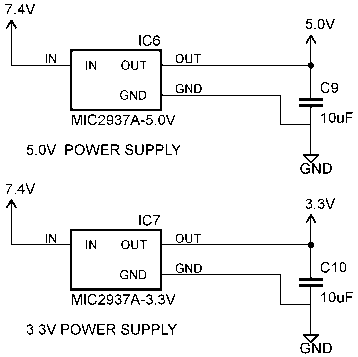 7.4V
5.0V
IC6
IN
IN OUT
OUT
GND
GND
C9
10uF
MIC2937A-5.0V
5.0V POWER SUPPLY
GND
7.4V
3.3V
IC7
IN
IN OUT
OUT
GND
GND
C10
10uF
MIC2937A-3.3V
3.3V POWER SUPPLY
GND